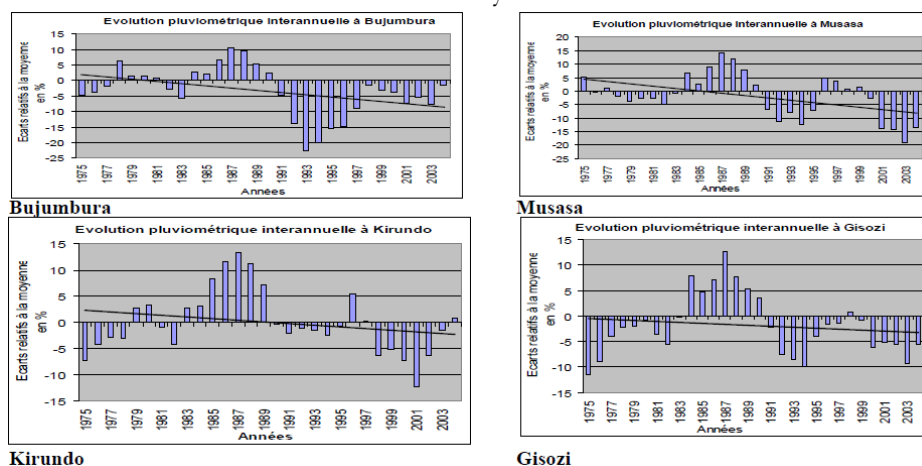 y
Evolution pluviométrique interannuelle à Bujumbura
Ecarts relatifs à la moyenne
en %
15
10
5
0
-5
-10
-15
-20
-25
1975 1977 1979 1981 1983 1985 1987 1989 1991 1993 1995 1997 1999 2001 2003
Années
Bujumbura
Evolution pluviométrique interannuelle à Musasa
Ecarts relatifs à la moyenne
en %
20
15
10
5
0
-5
-10
-15
-20
-25
1975 1977 1979 1981 1983 1985 1987 1989 1991 1993 1995 1997 1999 2001 2003
Années
Musasa
Evolution pluviométrique interannuelle à Kirundo
Ecarts relatifs à la moyenne
en %
15
10
5
0
-5
-10
-15
1975 1977 1979 1981 1983 1985 1987 1989 1991 1993 1995 1997 1999 2001 2003
Années
Kirundo
Evolution pluviométrique interannuelle à Gisozi
Ecarts relatifs à la moyenne
en %
15
10
5
0
-5
-10
-15
1975 1977 1979 1981 1983 1985 1987 1989 1991 1993 1995 1997 1999 2001 2003
Années
Gisozi